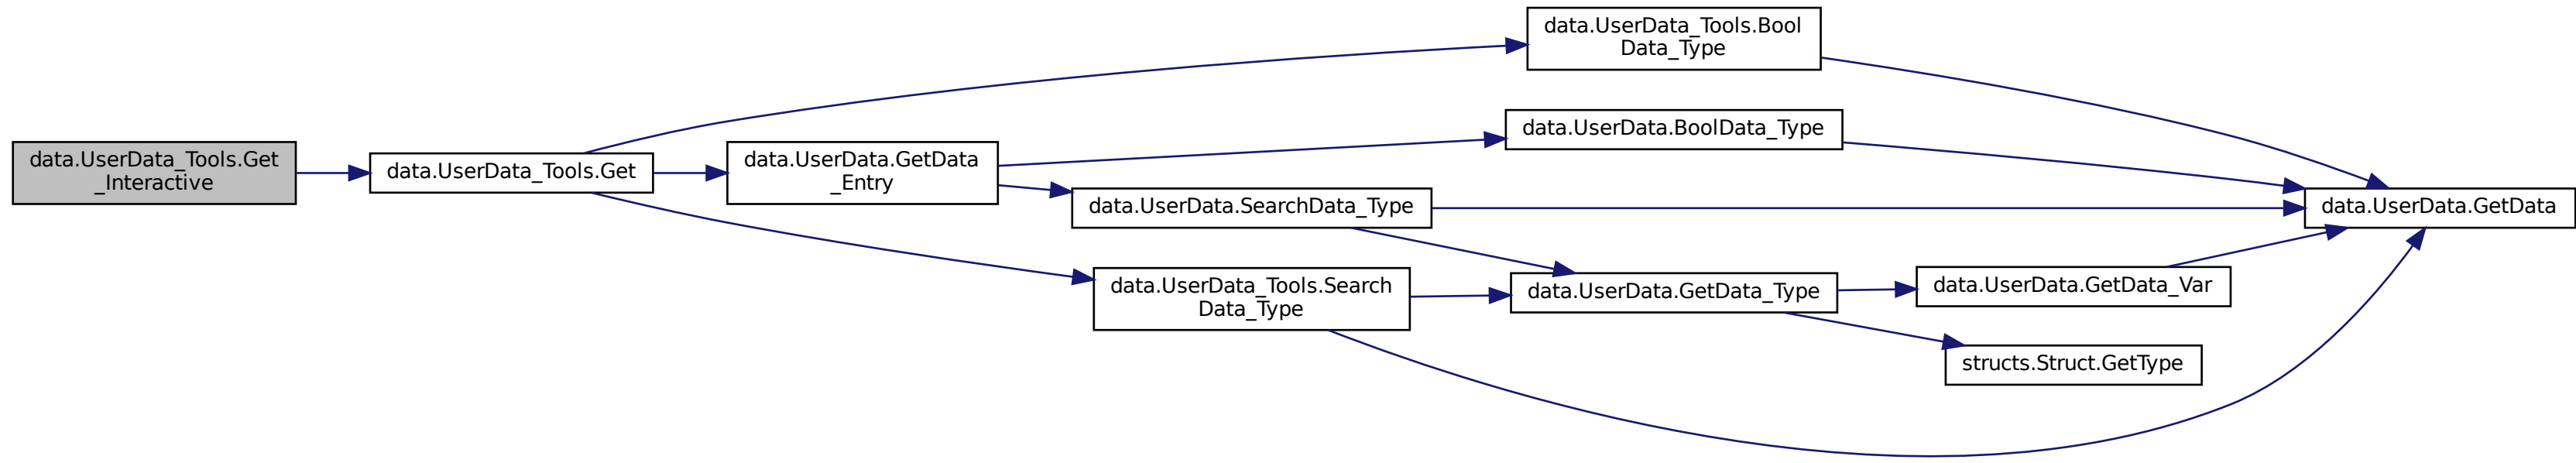 data.UserData_Tools.Get
_Interactive
data.UserData_Tools.Get
data.UserData.GetData
_Entry
data.UserData_Tools.Bool
Data_Type
data.UserData.BoolData_Type
data.UserData.SearchData_Type
data.UserData_Tools.Search
Data_Type
data.UserData.GetData_Type
data.UserData.GetData_Var
structs.Struct.GetType
data.UserData.GetData